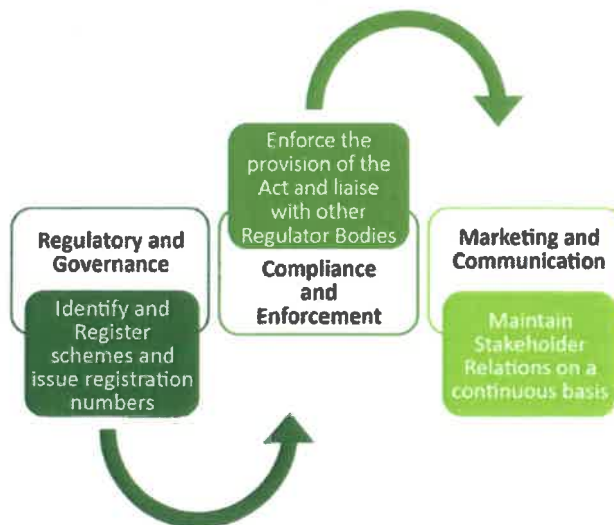 Regulatory and
Governance
Identify and
Register
schemes and
issue registration
numbers
Enforce the
provision of the
Act and liaise
with other
Regulator Bodies
Compliance
and
Enforcement
Marketing and
Communication
Maintain
Stakeholder
Relations on a
continuous basis